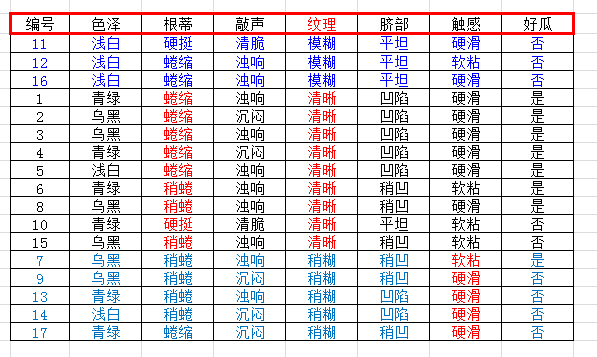 编号 色泽 根蒂 敲声 纹理 脐部 触感 好瓜
11 浅白 硬挺 清脆 模糊 平坦 硬滑 否
12 浅白 蜷缩 浊响 模糊 平坦 软粘 否
16 浅白 蜷缩 浊响 模糊 平坦 硬滑 否
1 青绿 蜷缩 浊响 清晰 凹陷 硬滑 是
2 乌黑 蜷缩 沉闷 清晰 凹陷 硬滑 是
3 乌黑 蜷缩 浊响 清晰 凹陷 硬滑 是
4 青绿 蜷缩 沉闷 清晰 凹陷 硬滑 是
5 浅白 蜷缩 浊响 清晰 凹陷 硬滑 是
6 青绿 稍蜷 浊响 清晰 稍凹 软粘 是
8 乌黑 稍蜷 浊响 清晰 稍凹 硬滑 是
10 青绿 硬挺 清脆 清晰 平坦 软粘 否
15 乌黑 稍蜷 浊响 清晰 稍凹 软粘 否
7 乌黑 稍蜷 浊响 稍糊 稍凹 软粘 是
9 乌黑 稍蜷 沉闷 稍糊 稍凹 硬滑 否
13 青绿 稍蜷 浊响 稍糊 凹陷 硬滑 否
14 浅白 稍蜷 沉闷 稍糊 凹陷 硬滑 否
17 青绿 蜷缩 沉闷 稍糊 稍凹 硬滑 否